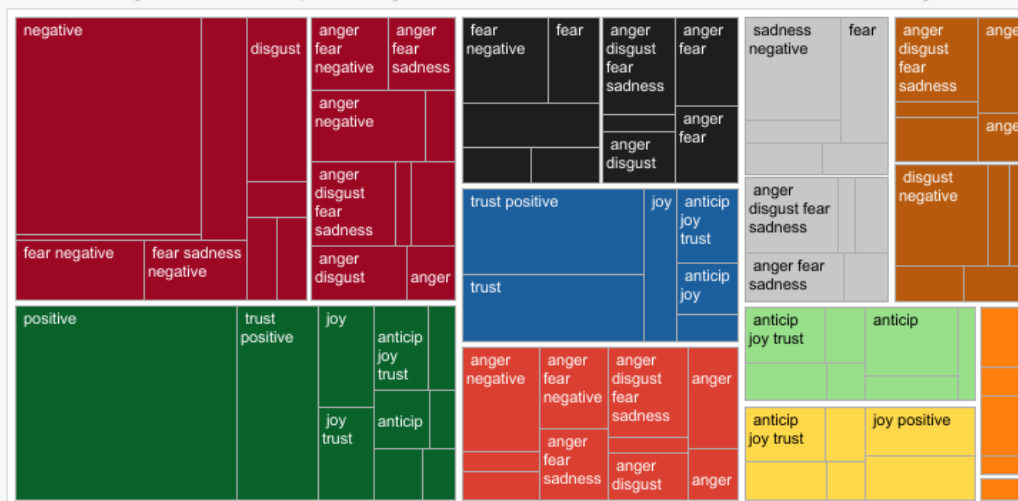 negative
disgust
fear negative
fear sadness
negative
anger
fear
negative
anger
fear
sadness
anger
negative
anger
disgust
fear
sadness
anger
disgust
anger
fear
negative
fear
anger
disgust
fear
sadness
anger
fear
anger
disgust
anger
fear
sadness
negative
fear
anger
disgust fear
sadness
anger fear
sadness
anger
disgust
fear
sadness
disgust
negative
trust positive
joy
anticip
joy
trust
trust
anticip
joy
positive
trust
positive
joy
anticip
joy
trust
joy
trust
anticip
anger
negative
anger
fear
negative
anger
disgust
fear
sadness
anger
anger
fear
sadness
anger
disgust
anger
anticip
joy trust
anticip
anticip
joy trust
joy positive